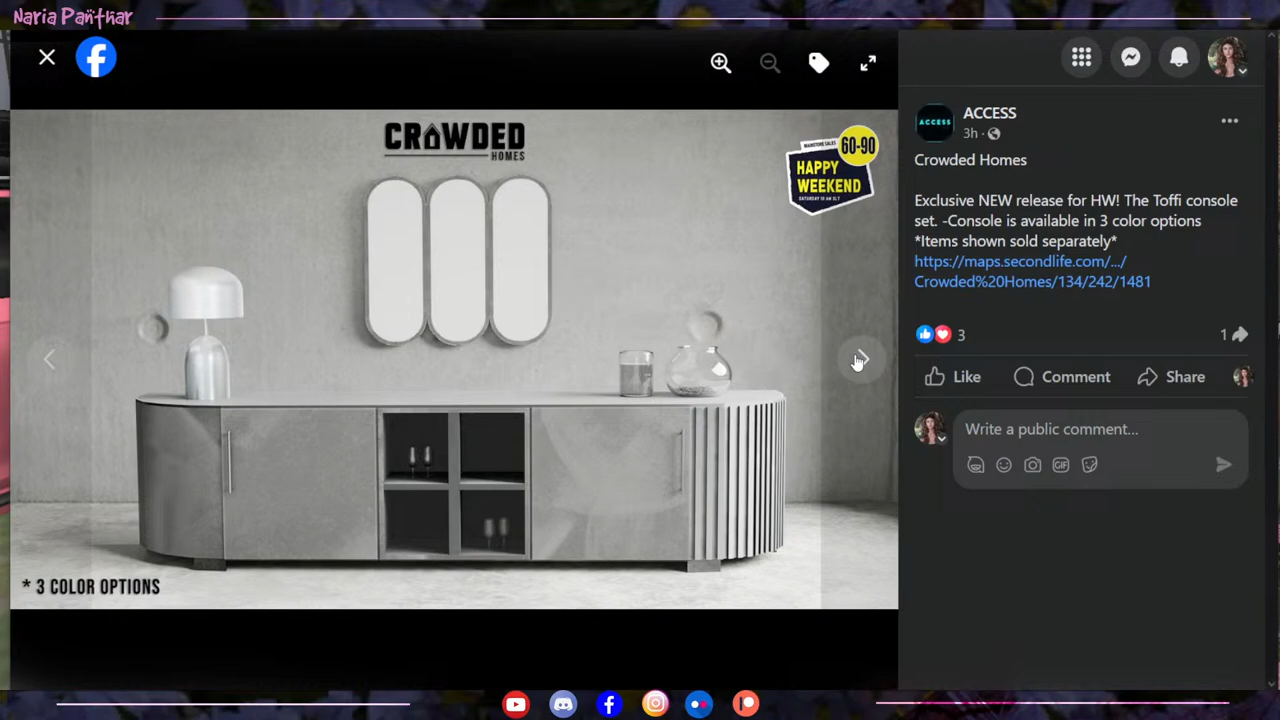 Naria Panthar
CROWDED
HOMES
MAINSTORE SALES
60-90
HAPPY
WEEKEND
SATURDAY 12 AM SLT
* 3 COLOR OPTIONS
ACCESS
ACCESS
3h ·
Crowded Homes
Exclusive NEW release for HW! The Toffi console
set. -Console is available in 3 color options
*Items shown sold separately*
https://maps.secondlife.com/.../
Crowded%20Homes/134/242/1481
3
1
Like
Comment
Share
Write a public comment...
GIF